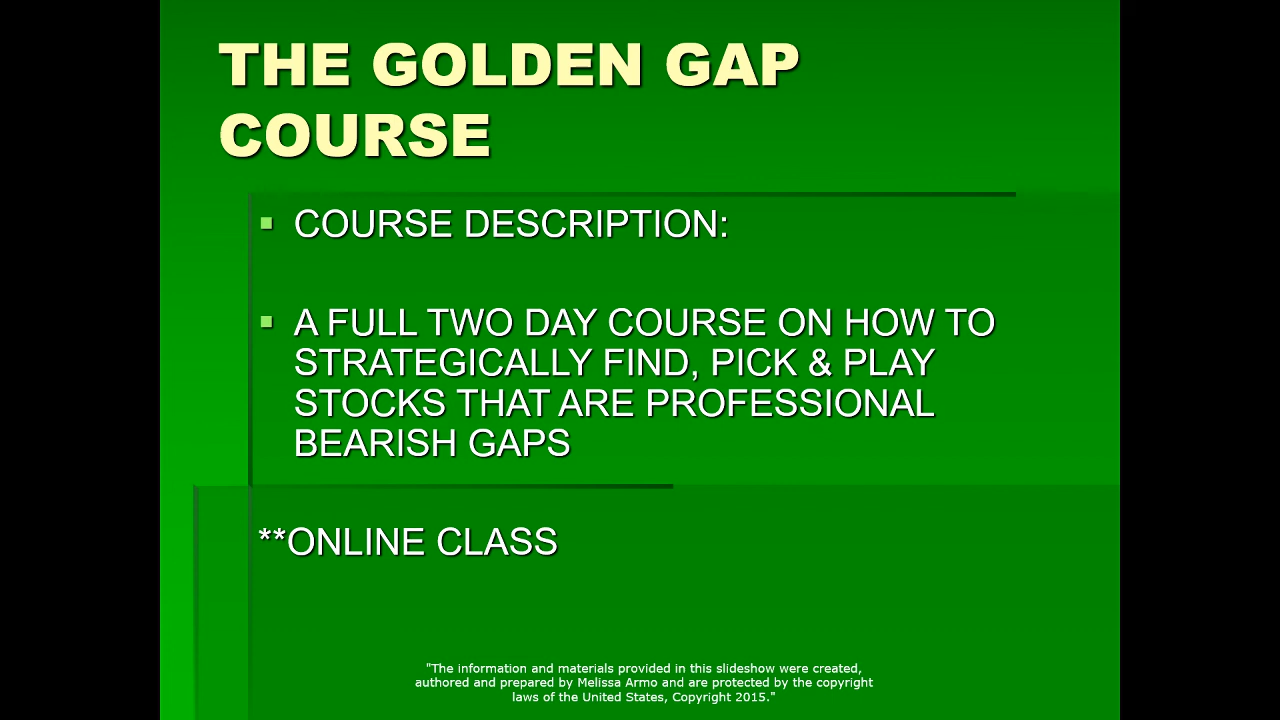 THE GOLDEN GAP
COURSE
COURSE DESCRIPTION:
A FULL TWO DAY COURSE ON HOW TO
STRATEGICALLY FIND, PICK & PLAY
STOCKS THAT ARE PROFESSIONAL
BEARISH GAPS
**ONLINE CLASS
"The information and materials provided in this slideshow were created,
authored and prepared by Melissa Armo and are protected by the copyright
laws of the United States, Copyright 2015."